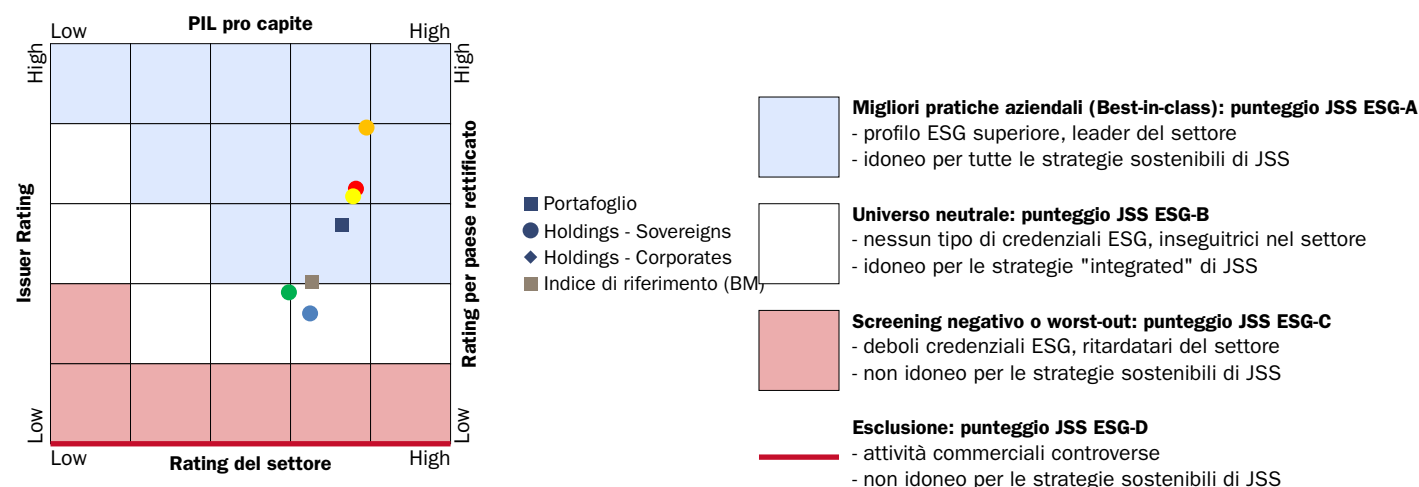 PIL pro capite
Low
High
High
High
Issuer Rating
Rating per paese rettificato
Low
Low
Low
Rating del settore
High
Portafoglio
Holdings - Sovereigns
Holdings - Corporates
Indice di riferimento (BM)
Migliori pratiche aziendali (Best-in-class): punteggio JSS ESG-A
- profilo ESG superiore, leader del settore
- idoneo per tutte le strategie sostenibili di JSS
Universo neutrale: punteggio JSS ESG-B
- nessun tipo di credenziali ESG, inseguitrici nel settore
- idoneo per le strategie "integrated" di JSS
Screening negativo o worst-out: punteggio JSS ESG-C
- deboli credenziali ESG, ritardatari del settore
- non idoneo per le strategie sostenibili di JSS
Esclusione: punteggio JSS ESG-D
- attività commerciali controverse
- non idoneo per le strategie sostenibili di JSS